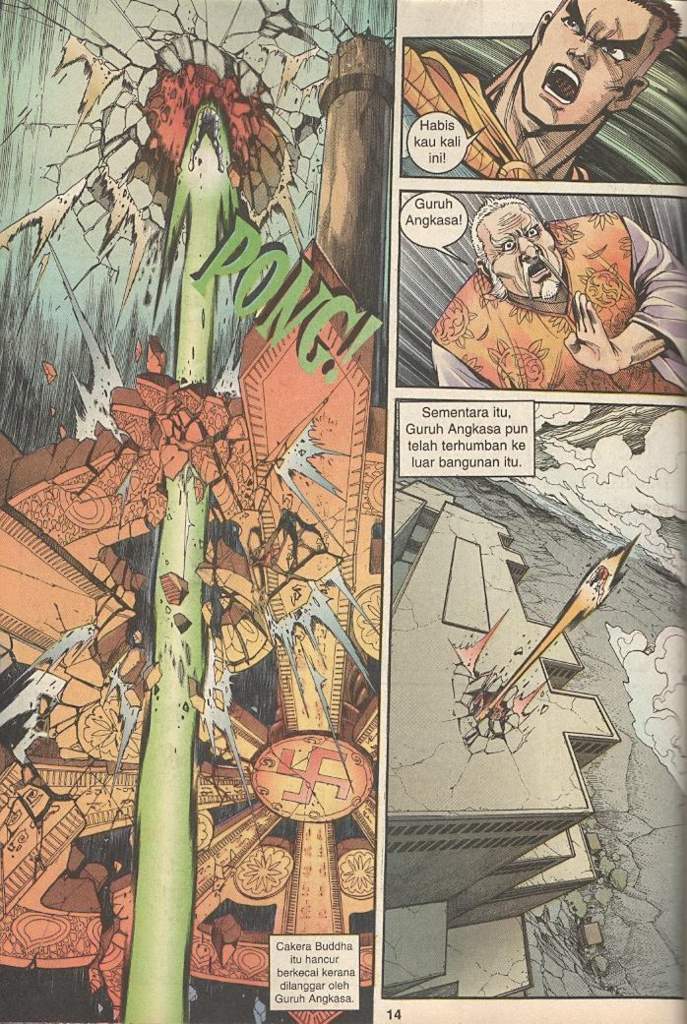 PONG!
Cakera Buddha
itu hancur
berkecai kerana
dilanggar oleh
Guruh Angkasa.
Habis
kau kali
ini!
Guruh
Angkasa!
Sementara itu,
Guruh Angkasa pun
telah terhumban ke
luar bangunan itu.
14